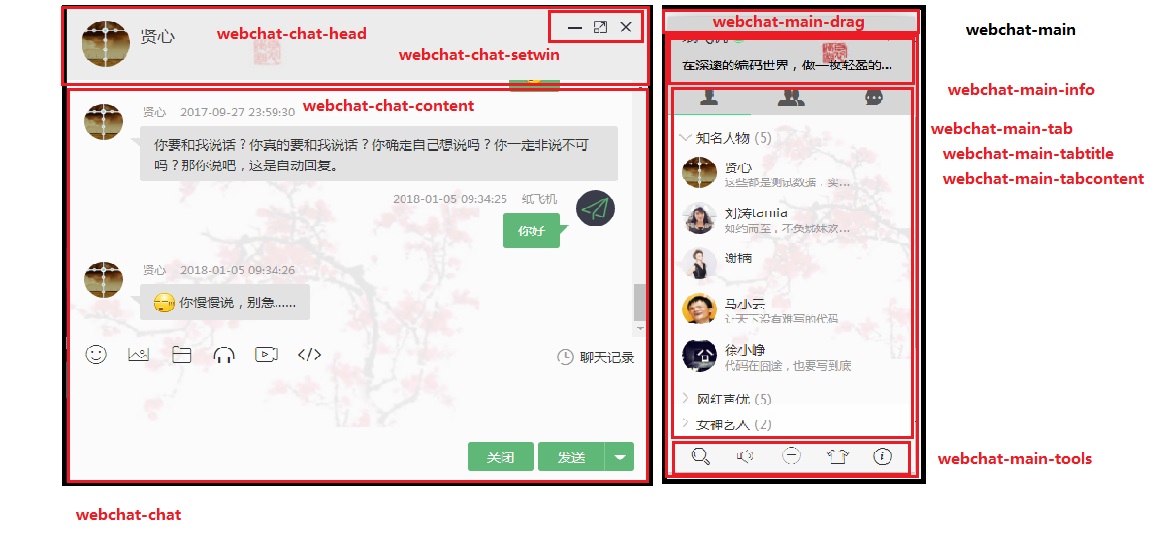 贤心
webchat-chat-head
webchat-chat-setwin
webchat-chat-content
贤心 2017-09-27 23:59:30
你要和我说话？你真的要和我说话？你确定自己想说吗？你一定非说不可
吗？那你说吧，这是自动回复。
2018-01-05 09:34:25 纸飞机
你好
贤心 2018-01-05 09:34:26
你慢慢说，别急……
聊天记录
关闭
发送
webchat-chat
webchat-main-drag
在深邃的编码世界，做一枚轻盈的...
知名人物 (5)
贤心
这些都是测试数据，实...
刘涛tamia
如约而至，不负姊妹欢...
谢楠
马小云
让天下没有难写的代码
徐小峥
代码在囧途，也要写到底
网红声优 (5)
女神艺人 (2)
webchat-main
webchat-main-info
webchat-main-tab
webchat-main-tabtitle
webchat-main-tabcontent
webchat-main-tools